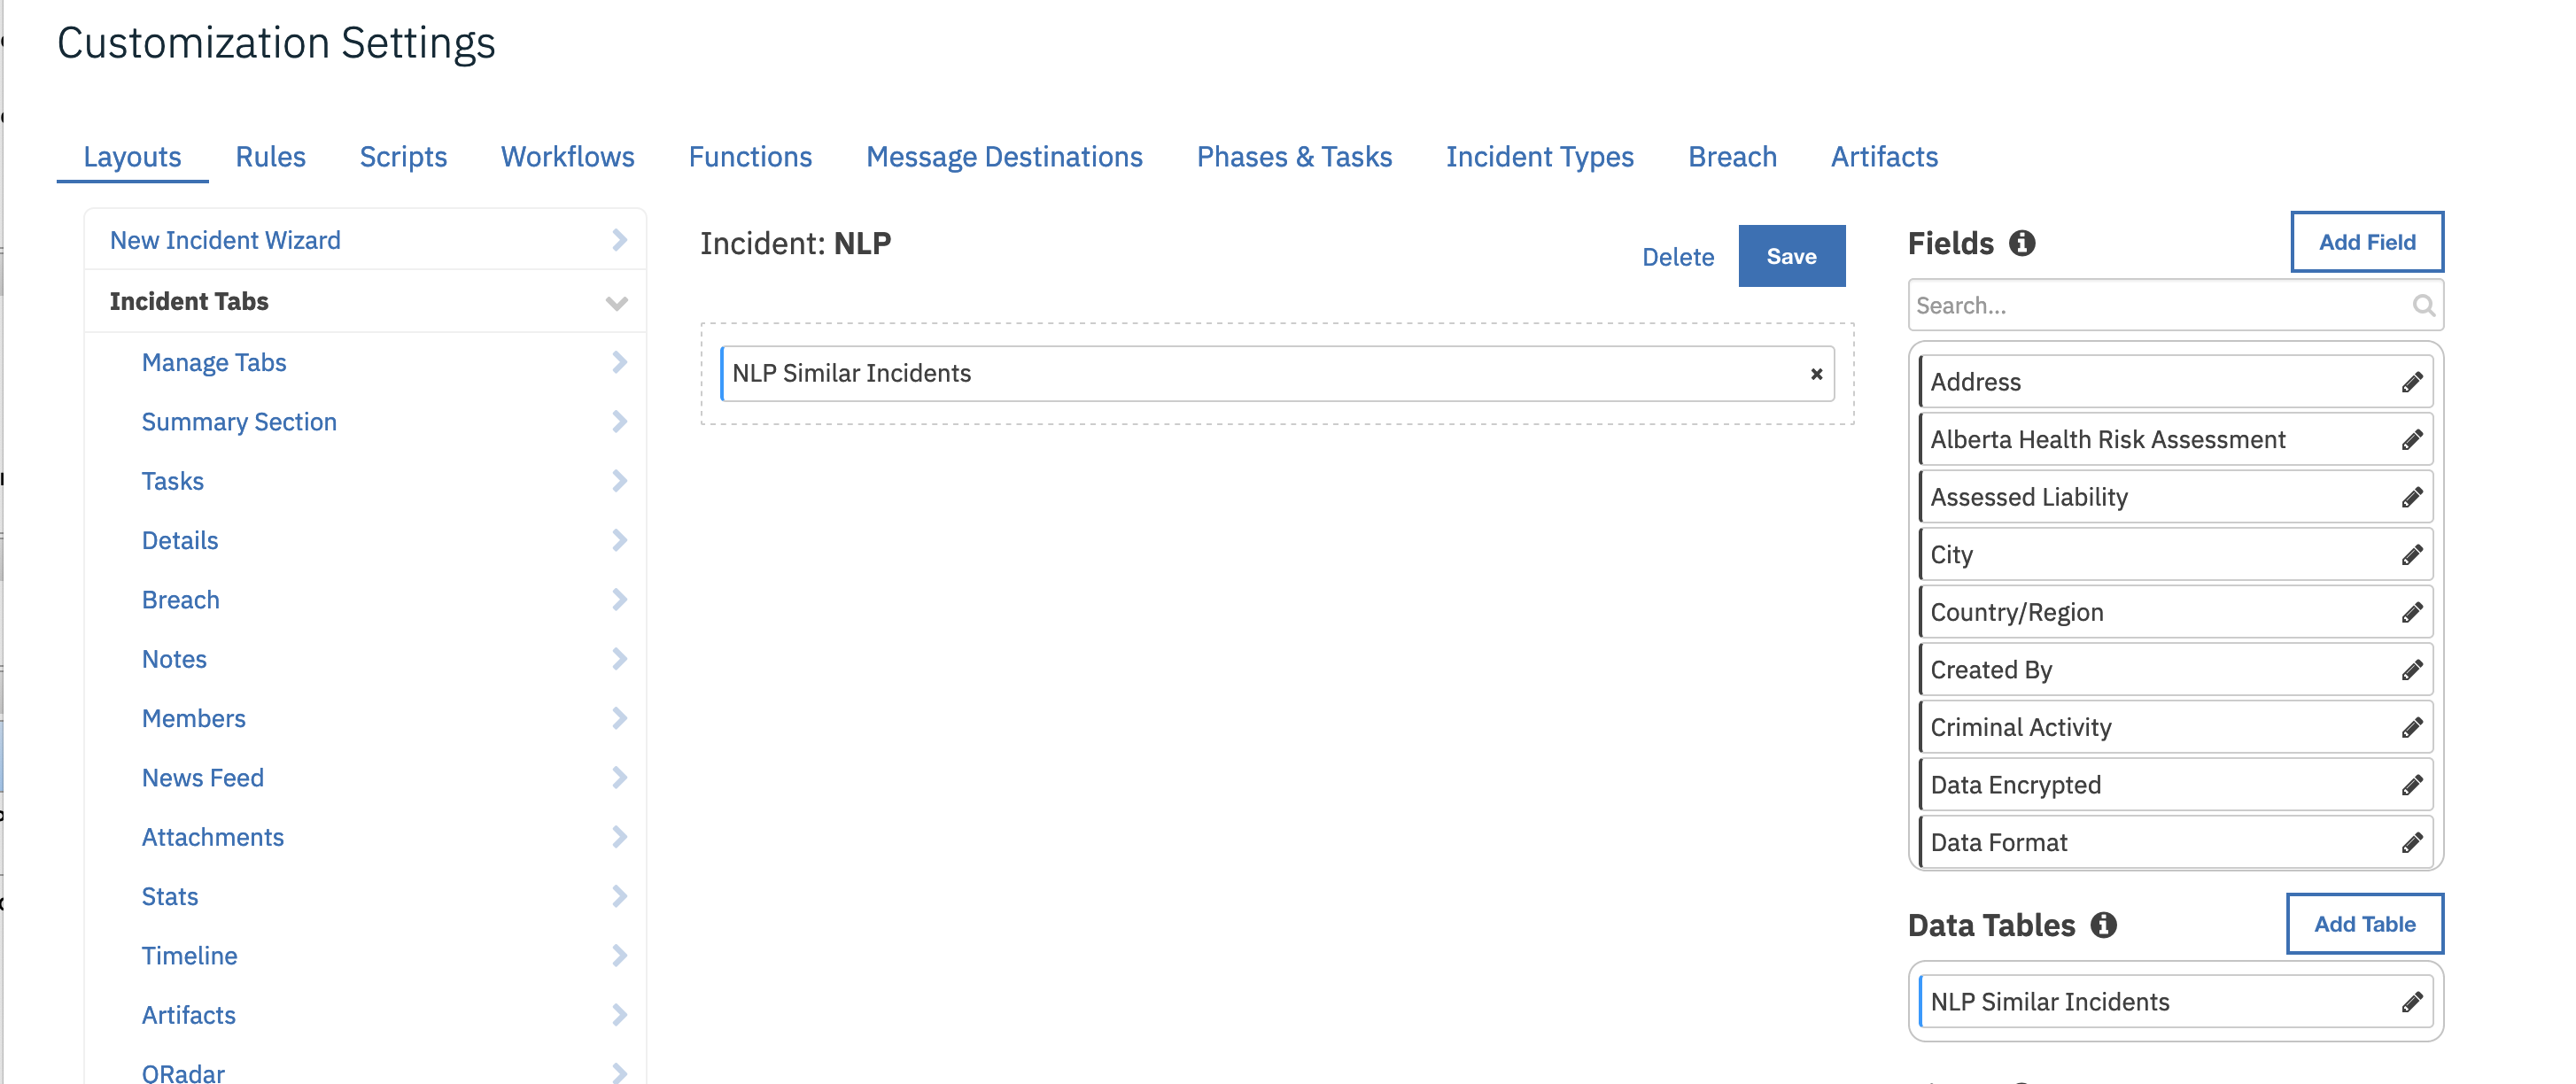 Customization Settings
Layouts Rules Scripts Workflows Functions Message Destinations Phases & Tasks Incident Types Breach Artifacts
New Incident Wizard
Incident Tabs
Manage Tabs
Summary Section
Tasks
Details
Breach
Notes
Members
News Feed
Attachments
Stats
Timeline
Artifacts
QRadar
Incident: NLP
Delete Save
NLP Similar Incidents
Fields Add Field
Search...
Address
Alberta Health Risk Assessment
Assessed Liability
City
Country/Region
Created By
Criminal Activity
Data Encrypted
Data Format
Data Tables Add Table
NLP Similar Incidents